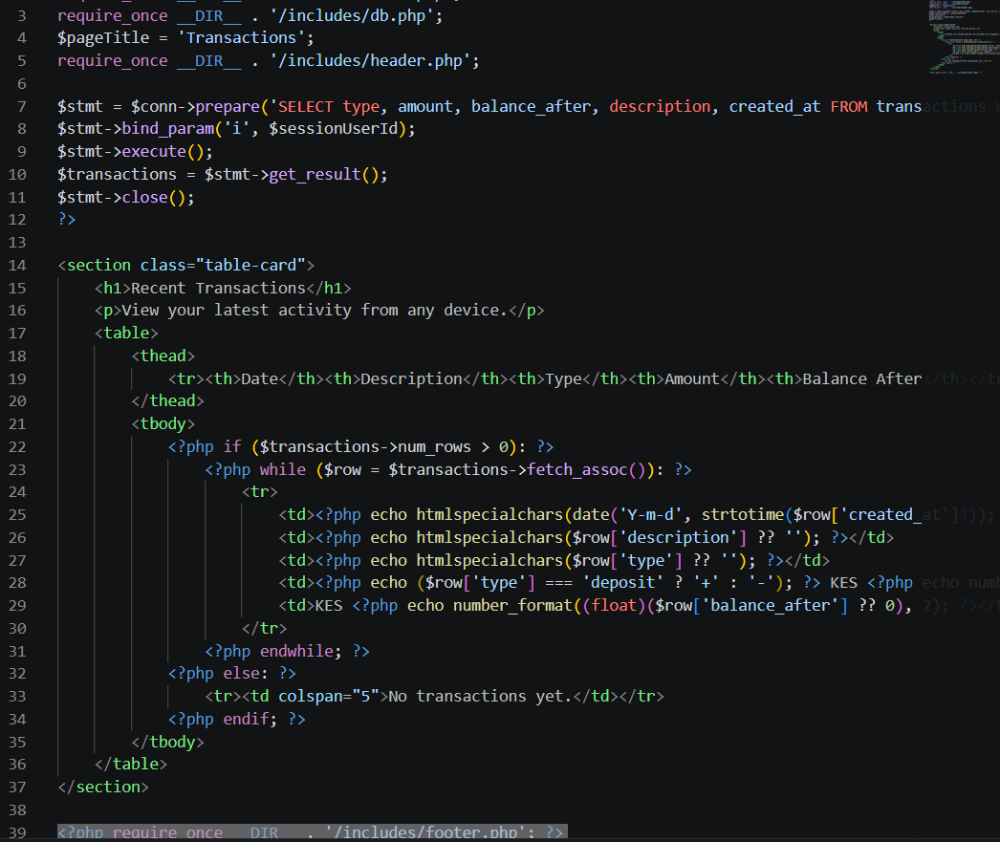 3 require_once __DIR__ . '/includes/db.php';
4 $pageTitle = 'Transactions';
5 require_once __DIR__ . '/includes/header.php';
6
7 $stmt = $conn->prepare('SELECT type, amount, balance_after, description, created_at FROM transactions
8 $stmt->bind_param('i', $sessionUserId);
9 $stmt->execute();
10 $transactions = $stmt->get_result();
11 $stmt->close();
12 ?>
13
14 <section class="table-card">
15     <h1>Recent Transactions</h1>
16     <p>View your latest activity from any device.</p>
17     <table>
18         <thead>
19             <tr><th>Date</th><th>Description</th><th>Type</th><th>Amount</th><th>Balance After</th></t
20         </thead>
21         <tbody>
22             <?php if ($transactions->num_rows > 0): ?>
23                 <?php while ($row = $transactions->fetch_assoc()): ?>
24                     <tr>
25                         <td><?php echo htmlspecialchars(date('Y-m-d', strtotime($row['created_at'])));
26                         <td><?php echo htmlspecialchars($row['description'] ?? ''); ?></td>
27                         <td><?php echo htmlspecialchars($row['type'] ?? ''); ?></td>
28                         <td><?php echo ($row['type'] === 'deposit' ? '+' : '-'); ?> KES <?php echo num
29                         <td>KES <?php echo number_format((float)($row['balance_after'] ?? 0), 2); ?></t
30                     </tr>
31                 <?php endwhile; ?>
32             <?php else: ?>
33                 <tr><td colspan="5">No transactions yet.</td></tr>
34             <?php endif; ?>
35         </tbody>
36     </table>
37 </section>
38
39 <?php require_once __DIR__ . '/includes/footer.php'; ?>